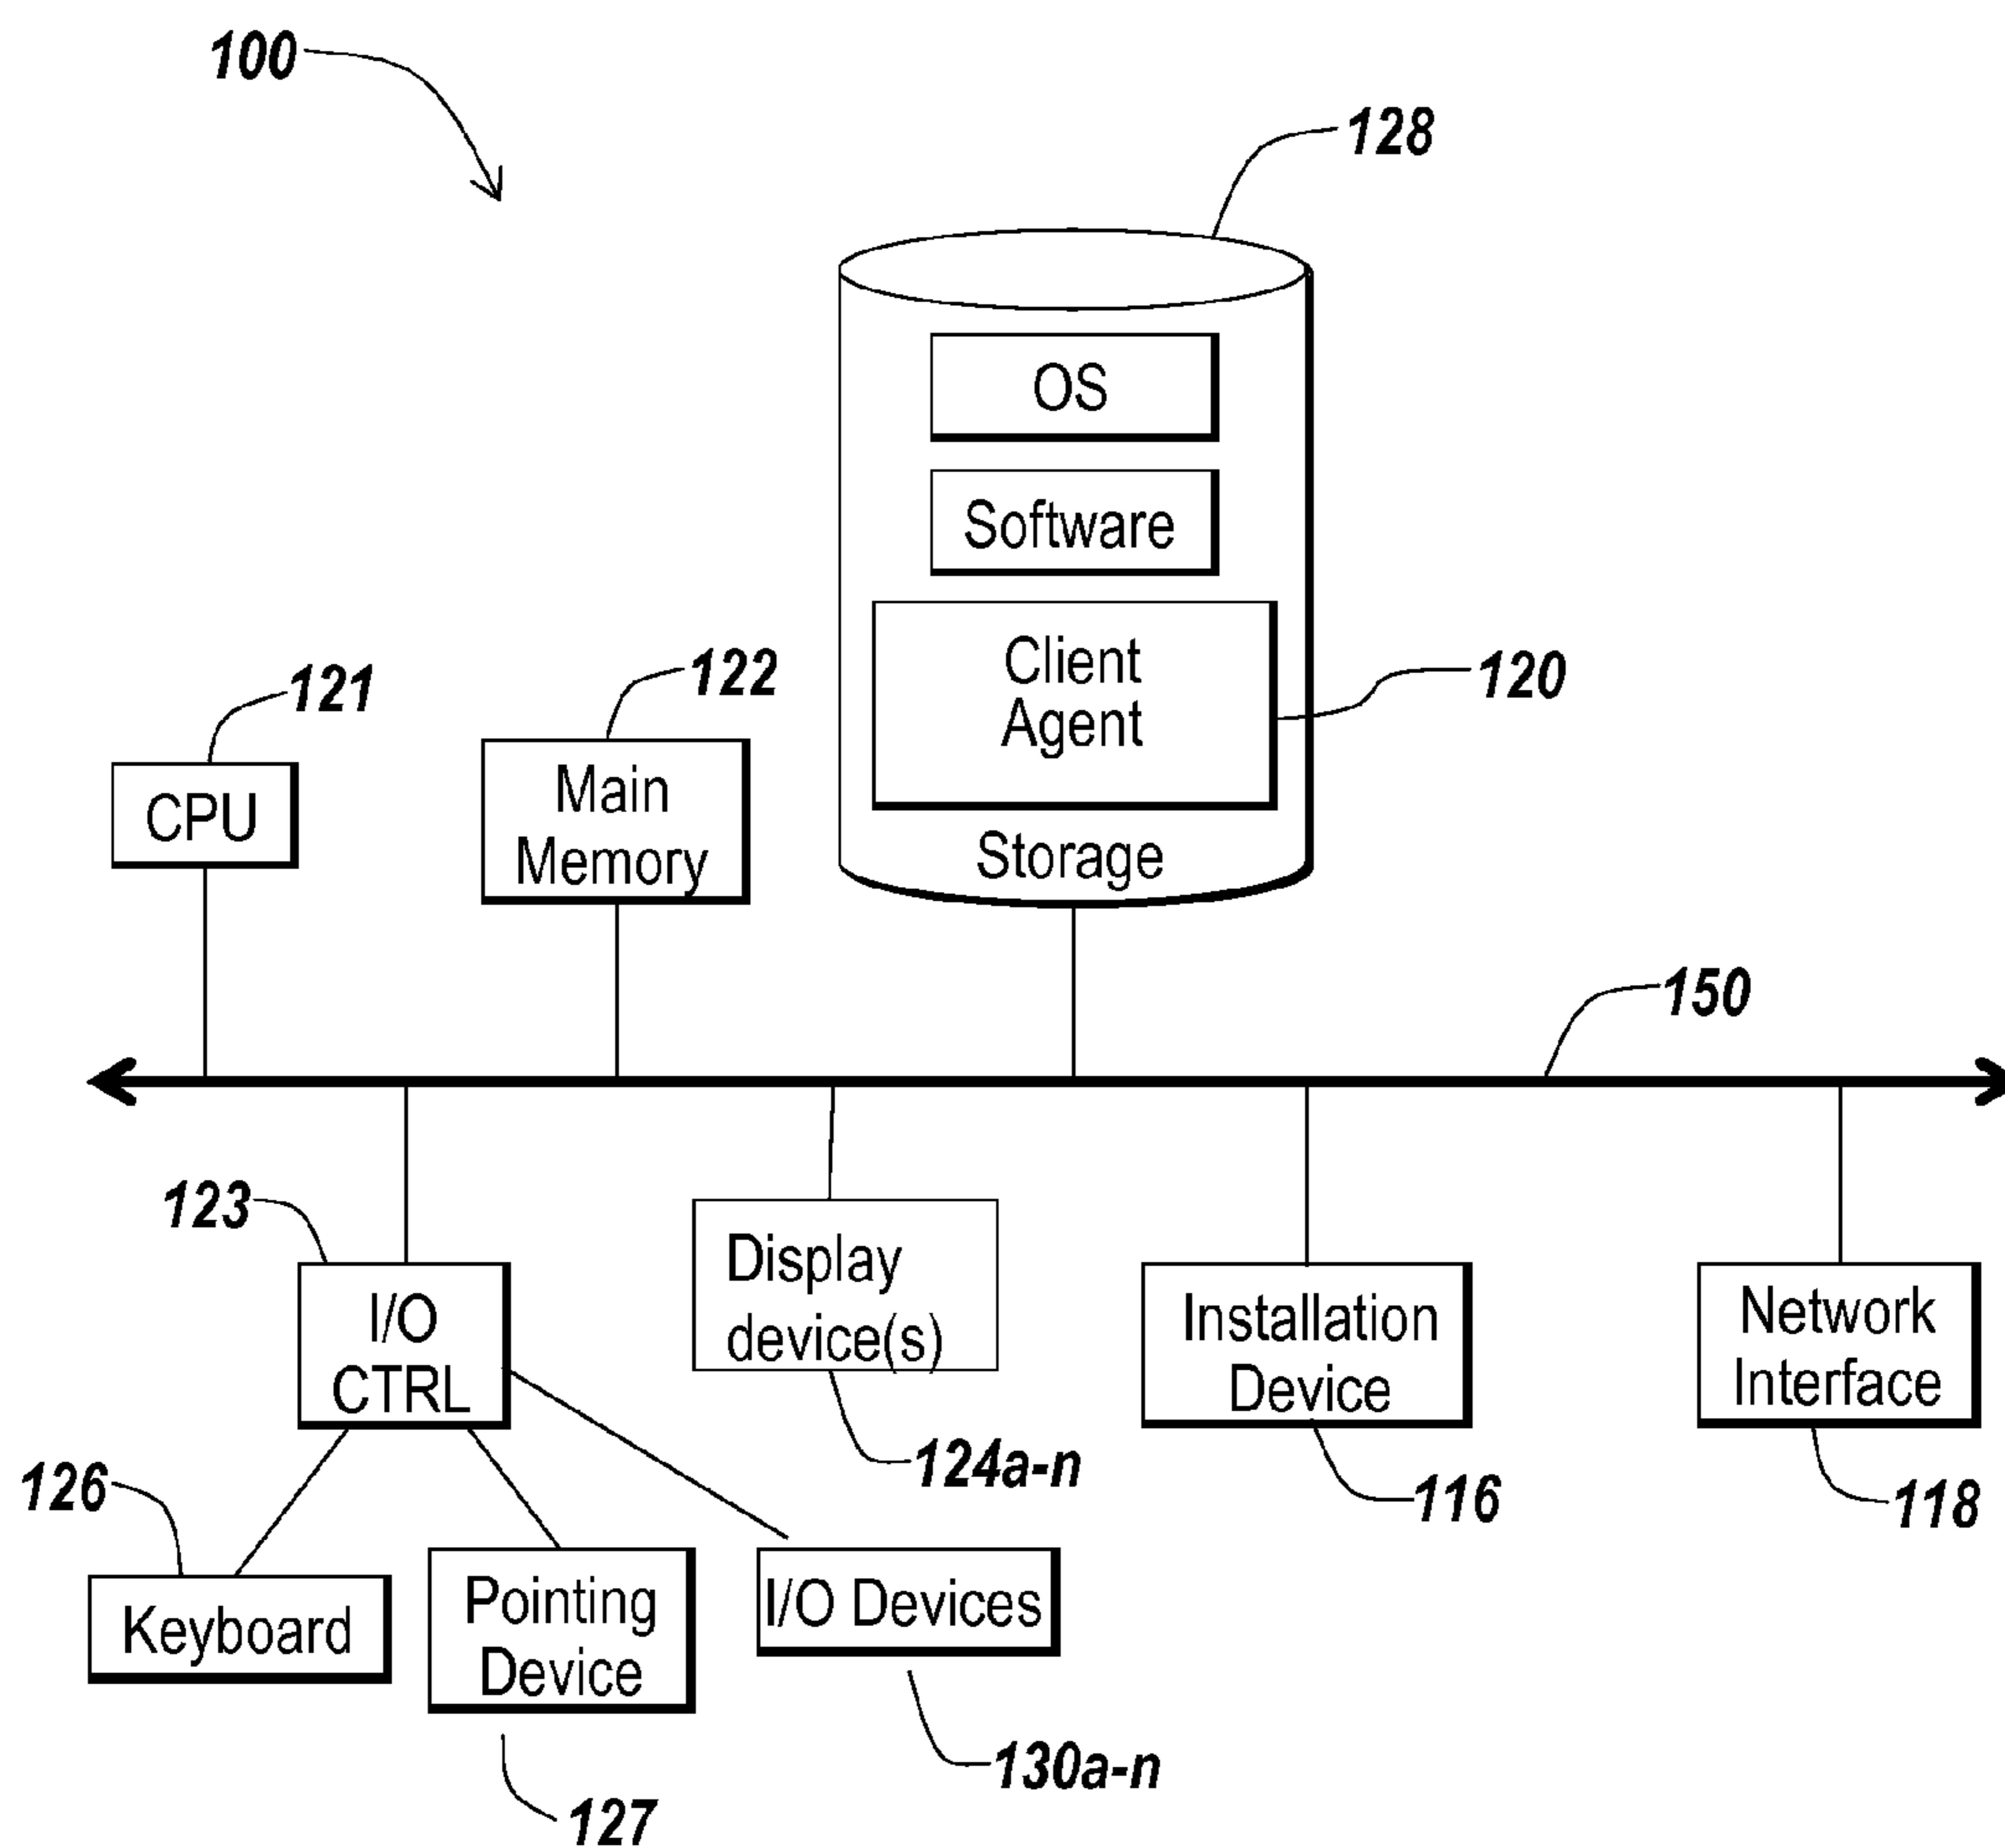 100
128
OS
Software
Client
Agent
120
Storage
121
122
CPU
Main
Memory
150
123
I/O
CTRL
Display
device(s)
Installation
Device
Network
Interface
124a-n
116
118
126
Keyboard
Pointing
Device
I/O Devices
130a-n
127